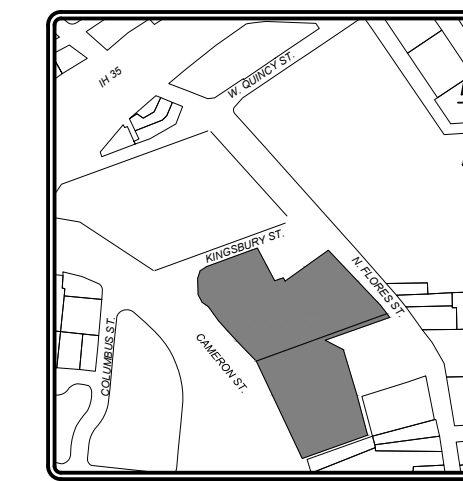 IH 35
W. QUINCY ST.
KINGSBURY ST.
N. FLORES ST.
CAMERON ST.
COLUMBUS ST.